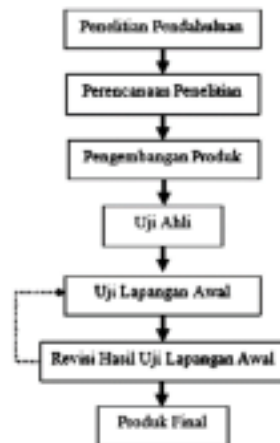 Penelitian Pendahuluan
Perencanaan Penelitian
Pengembangan Produk
Uji Ahli
Uji Lapangan Awal
Revisi Hasil Uji Lapangan Awal
Produk Final